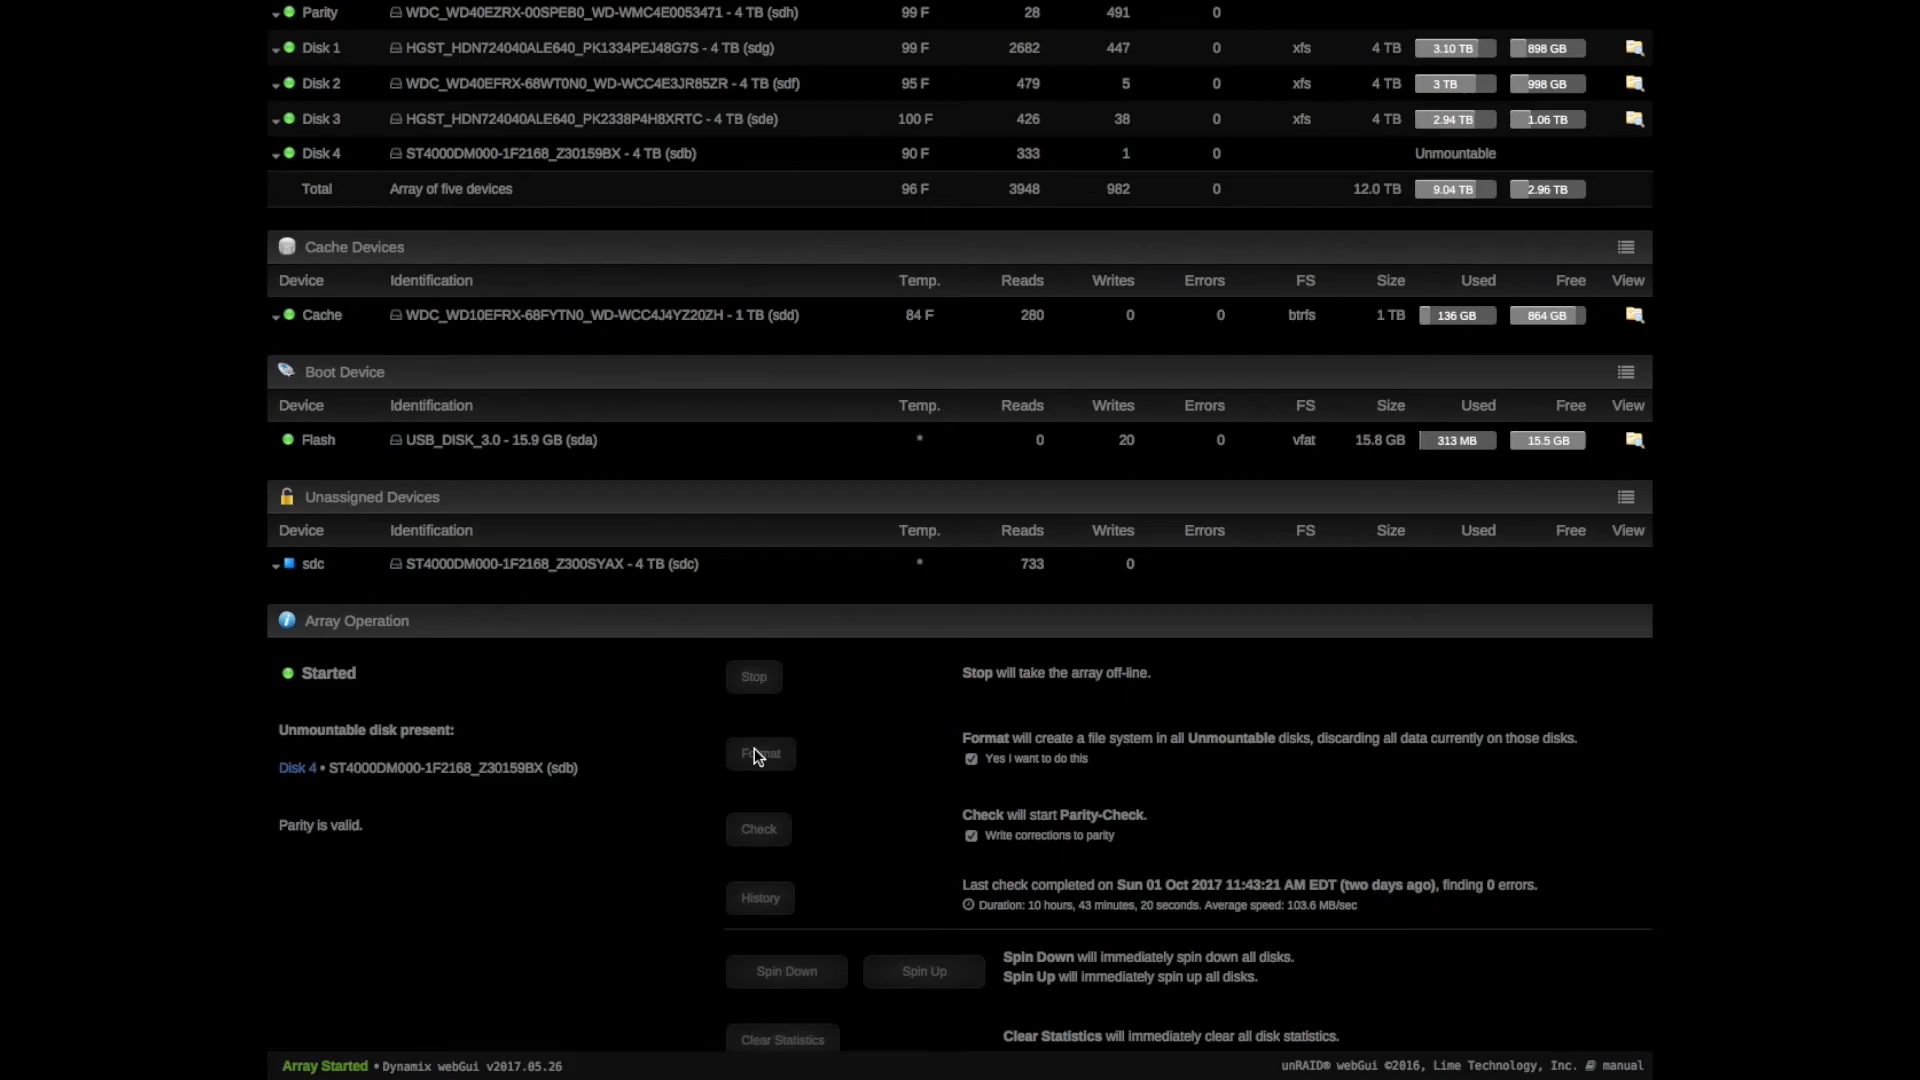 Parity WDC_WD40EZRX-00SPEB0_WD-WMC4E0053471 - 4 TB (sdh) 99 F 28 491 0
Disk 1 HGST_HDN724040ALE640_PK1334PEJ48G7S - 4 TB (sdg) 99 F 2682 447 0 xfs 4 TB 3.10 TB 898 GB
Disk 2 WDC_WD40EFRX-68WT0N0_WD-WCC4E3JR85ZR - 4 TB (sdf) 95 F 479 5 0 xfs 4 TB 3 TB 998 GB
Disk 3 HGST_HDN724040ALE640_PK2338P4H8XRTC - 4 TB (sde) 100 F 426 38 0 xfs 4 TB 2.94 TB 1.06 TB
Disk 4 ST4000DM000-1F2168_Z30159BX - 4 TB (sdb) 90 F 333 1 0 Unmountable
Total Array of five devices 96 F 3948 982 0 12.0 TB 9.04 TB 2.96 TB
Cache Devices
Device Identification Temp. Reads Writes Errors FS Size Used Free View
Cache WDC_WD10EFRX-68FYTN0_WD-WCC4J4YZ20ZH - 1 TB (sdd) 84 F 280 0 0 btrfs 1 TB 136 GB 864 GB
Boot Device
Device Identification Temp. Reads Writes Errors FS Size Used Free View
Flash USB_DISK_3.0 - 15.9 GB (sda) * 0 20 0 vfat 15.8 GB 313 MB 15.5 GB
Unassigned Devices
Device Identification Temp. Reads Writes Errors FS Size Used Free View
sdc ST4000DM000-1F2168_Z300SYAX - 4 TB (sdc) * 733 0
Array Operation
Started Stop Stop will take the array off-line.
Unmountable disk present: Format Format will create a file system in all Unmountable disks, discarding all data currently on those disks.
Yes I want to do this
Disk 4 • ST4000DM000-1F2168_Z30159BX (sdb)
Parity is valid. Check Check will start Parity-Check.
Write corrections to parity
History Last check completed on Sun 01 Oct 2017 11:43:21 AM EDT (two days ago), finding 0 errors.
Duration: 10 hours, 43 minutes, 20 seconds. Average speed: 103.6 MB/sec
Spin Down Spin Up Spin Down will immediately spin down all disks.
Spin Up will immediately spin up all disks.
Clear Statistics Clear Statistics will immediately clear all disk statistics.
Array Started • Dynamix webGui v2017.05.26 unRAID® webGui ©2016, Lime Technology, Inc. manual